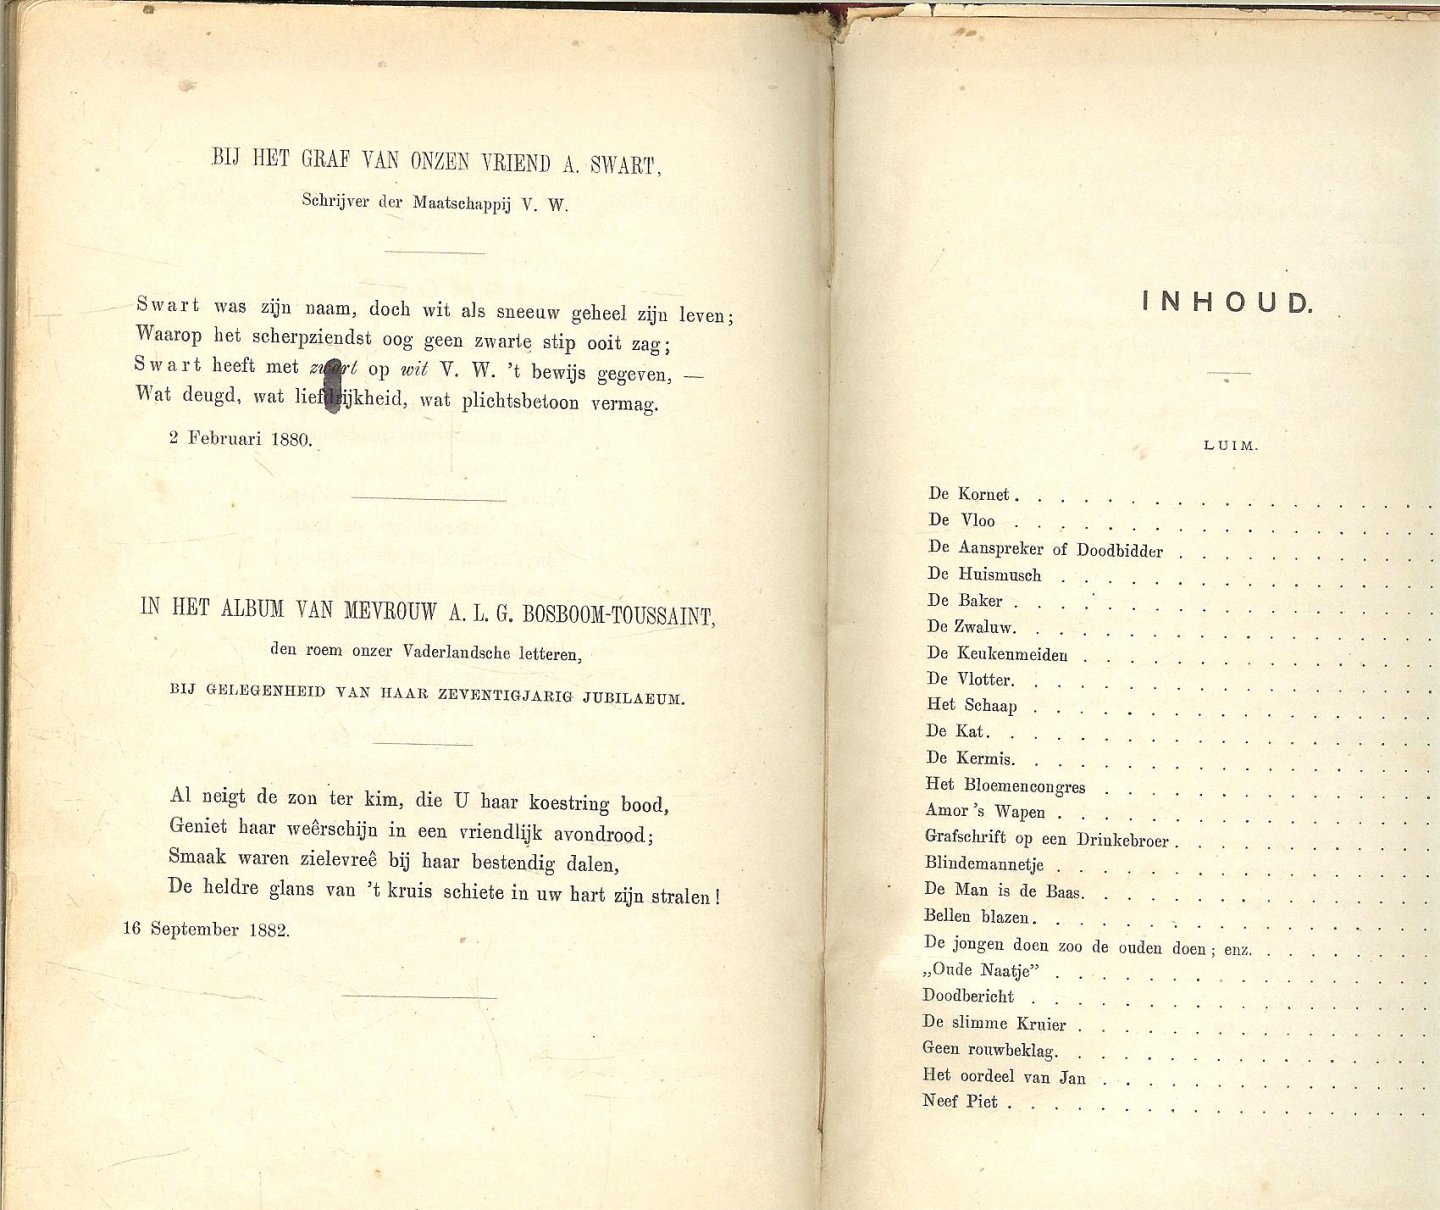 BIJ HET GRAF VAN ONZEN VRIEND A. SWART,
Schrijver der Maatschappij V. W.
Swart was zijn naam, doch wit als sneeuw geheel zijn leven;
Waarop het scherpziendst oog geen zwarte stip ooit zag;
Swart heeft met zwart op wit V. W. 't bewijs gegeven, —
Wat deugd, wat liefdrijkheid, wat plichtsbetoon vermag.
2 Februari 1880.
IN HET ALBUM VAN MEVROUW A. L. G. BOSBOOM-TOUSSAINT,
den roem onzer Vaderlandsche letteren,
BIJ GELEGENHEID VAN HAAR ZEVENTIGJARIG JUBILAEUM.
Al neigt de zon ter kim, die U haar koestring bood,
Geniet haar weêrschijn in een vriendlijk avondrood;
Smaak waren zielevreê bij haar bestendig dalen,
De heldre glans van 't kruis schiete in uw hart zijn stralen!
16 September 1882.
INHOUD.
LUIM.
De Kornet . . . . . . . . . . . . . . . . . .
De Vloo . . . . . . . . . . . . . . . . . .
De Aanspreker of Doodbidder . . . . . . . . . . .
De Huismusch . . . . . . . . . . . . . . . .
De Baker . . . . . . . . . . . . . . . . . .
De Zwaluw. . . . . . . . . . . . . . . . . .
De Keukenmeiden . . . . . . . . . . . . . . .
De Vlotter. . . . . . . . . . . . . . . . . .
Het Schaap . . . . . . . . . . . . . . . . .
De Kat. . . . . . . . . . . . . . . . . . .
De Kermis. . . . . . . . . . . . . . . . . .
Het Bloemencongres . . . . . . . . . . . . . .
Amor 's Wapen . . . . . . . . . . . . . . . .
Grafschrift op een Drinkebroer . . . . . . . . . . .
Blindemannetje . . . . . . . . . . . . . . . .
De Man is de Baas. . . . . . . . . . . . . . .
Bellen blazen. . . . . . . . . . . . . . . . .
De jongen doen zoo de ouden doen; enz. . . . . . . .
„Oude Naatje” . . . . . . . . . . . . . . . .
Doodbericht . . . . . . . . . . . . . . . . .
De slimme Kruier . . . . . . . . . . . . . . .
Geen rouwbeklag. . . . . . . . . . . . . . . .
Het oordeel van Jan . . . . . . . . . . . . . .
Neef Piet . . . . . . . . . . . . . . . . . .